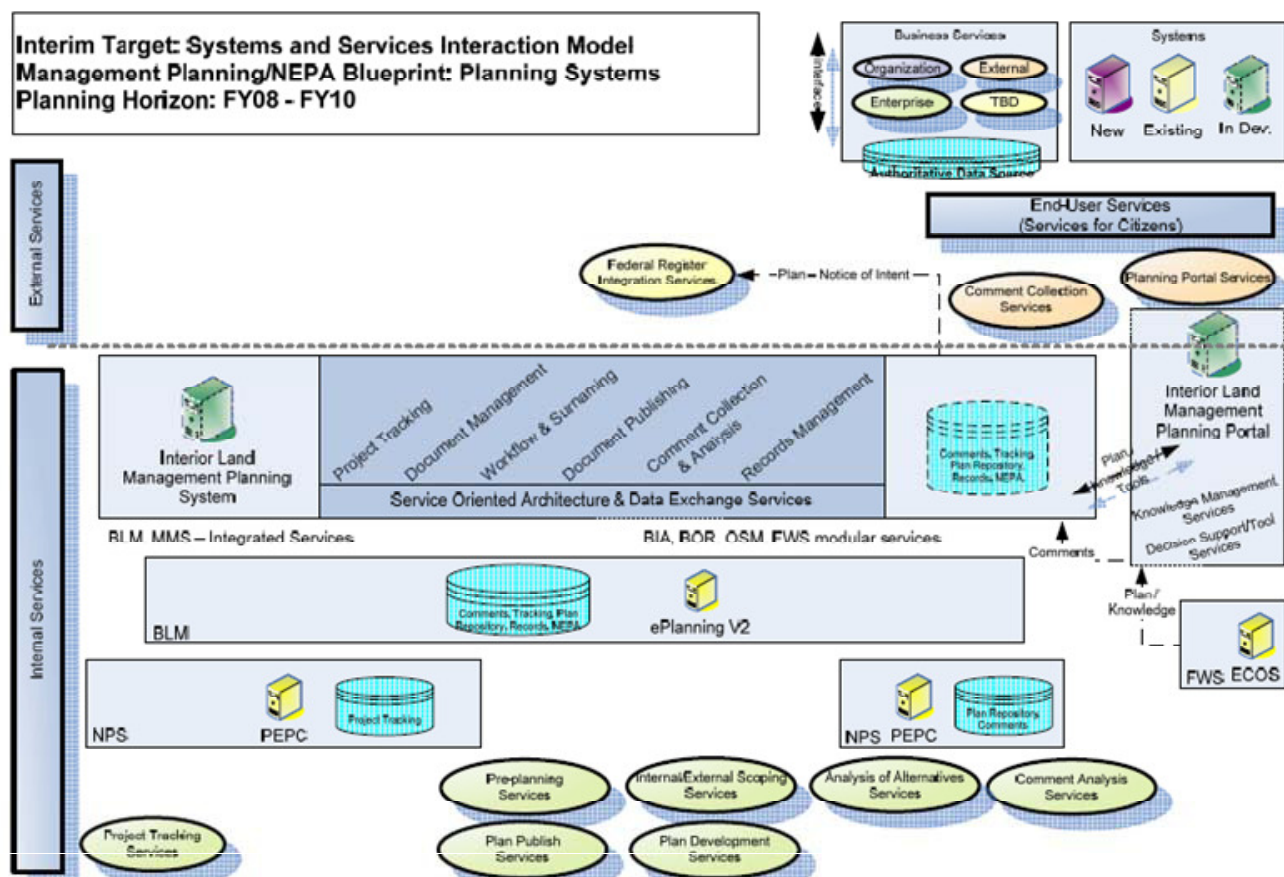 Interim Target: Systems and Services Interaction Model
Management Planning/NEPA Blueprint: Planning Systems
Planning Horizon: FY08 - FY10
Interface
Business Services
Organization
External
Enterprise
TBD
Authoritative Data Source
Systems
New
Existing
In Dev.
External Services
End-User Services
(Services for Citizens)
Federal Register
Integration Services
Plan – Notice of Intent
Comment Collection
Services
Planning Portal Services
Internal Services
Interior Land
Management Planning
System
Project Tracking
Document Management
Workflow & Surnaming
Document Publishing
Comment Collection
& Analysis
Records Management
Service Oriented Architecture & Data Exchange Services
Comments, Tracking,
Plan Repository,
Records, NEPA
Interior Land
Management
Planning Portal
Plan/
Knowledge/
Tools
Knowledge Management
Services
Decision Support/Tool
Services
BLM, MMS – Integrated Services
BIA, BOR, OSM, FWS modular services
Comments
Plan/
Knowledge
BLM
Comments, Tracking, Plan
Repository, Records, NEPA
ePlanning V2
FWS: ECOS
NPS
PEPC
Project Tracking
NPS
PEPC
Plan Repository,
Comments
Pre-planning
Services
Internal/External Scoping
Services
Analysis of Alternatives
Services
Comment Analysis
Services
Project Tracking
Services
Plan Publish
Services
Plan Development
Services